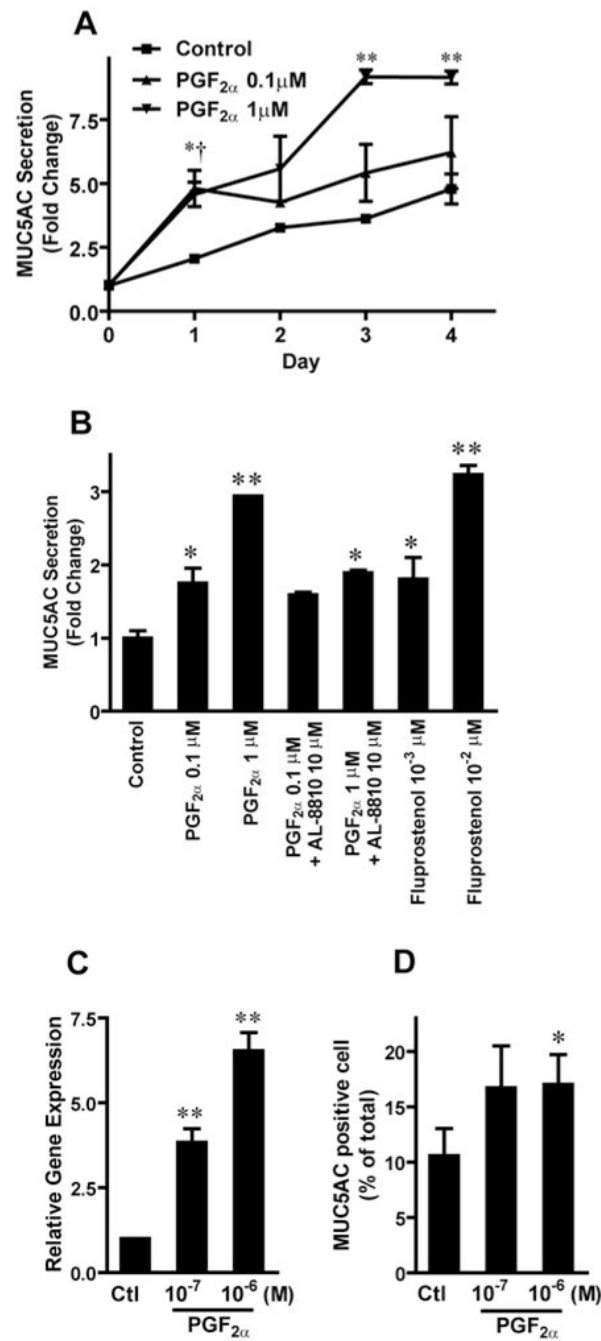 A
Control
PGF2α 0.1μM
PGF2α 1μM
MUC5AC Secretion
(Fold Change)
7.5
5.0
2.5
0.0
*†
**
**
0 1 2 3 4
Day
B
MUC5AC Secretion
(Fold Change)
3
2
1
0
*
**
*
*
**
Control
PGF2α 0.1 μM
PGF2α 1 μM
PGF2α 0.1 μM
+ AL-8810 10 μM
PGF2α 1 μM
+ AL-8810 10 μM
Fluprostenol 10-3 μM
Fluprostenol 10-2 μM
C
Relative Gene Expression
7.5
6.0
2.5
0
**
**
Ctl 10-7 10-6 (M)
PGF2α
D
MUC5AC positive cell
(% of total)
20
15
10
5
0
*
Ctl 10-7 10-6 (M)
PGF2α